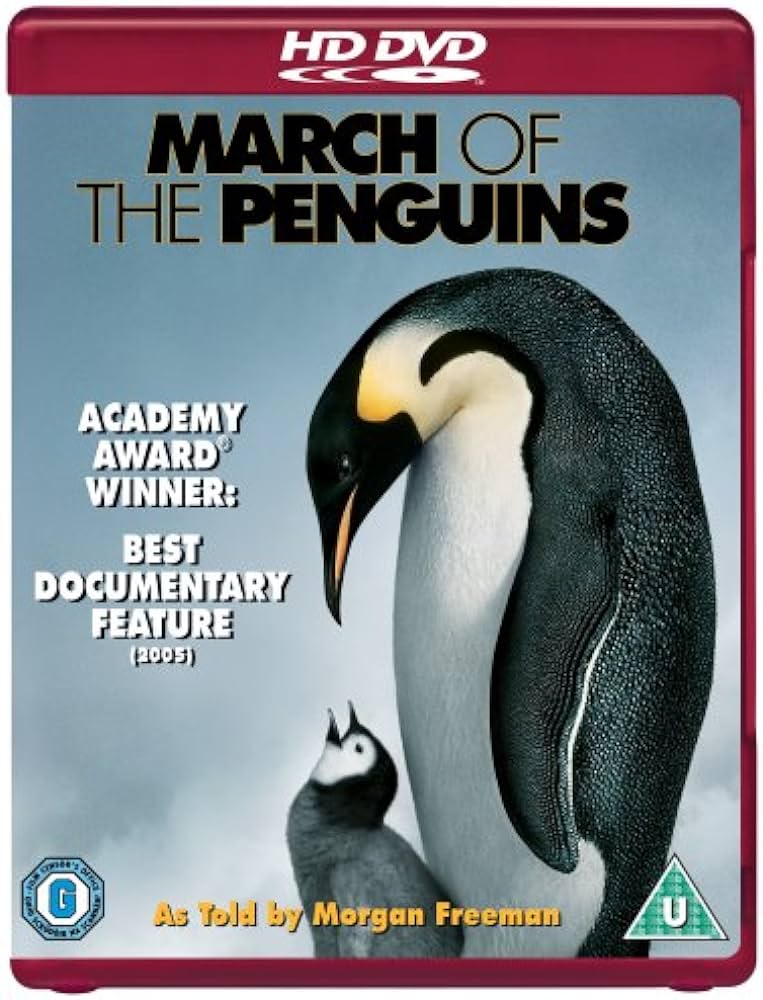 HD DVD
MARCH OF
THE PENGUINS
ACADEMY
AWARD®
WINNER:
BEST
DOCUMENTARY
FEATURE
(2005)
G
As Told by Morgan Freeman
U